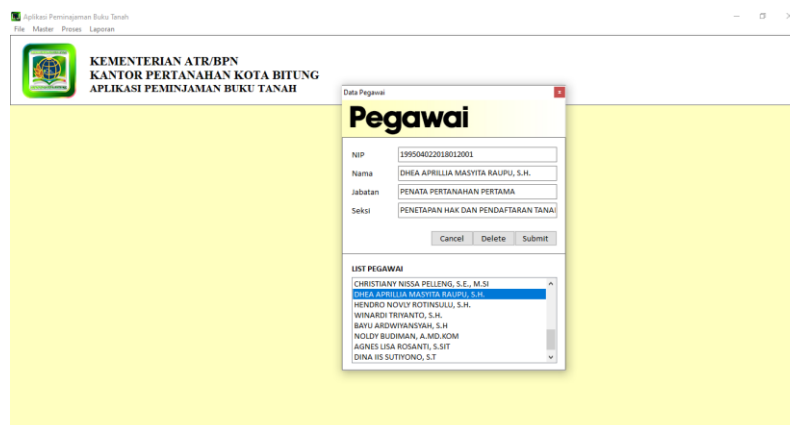 Aplikasi Peminajaman Buku Tanah
File Master Proses Laporan
KEMENTERIAN ATR/BPN
KANTOR PERTANAHAN KOTA BITUNG
APLIKASI PEMINJAMAN BUKU TANAH
Data Pegawai
Pegawai
NIP 199504022018012001
Nama DHEA APRILLIA MASYITA RAUPU, S.H.
Jabatan PENATA PERTANAHAN PERTAMA
Seksi PENETAPAN HAK DAN PENDAFTARAN TANAH
Cancel Delete Submit
LIST PEGAWAI
CHRISTIANY NISSA PELLENG, S.E., M.SI
DHEA APRILLIA MASYITA RAUPU, S.H.
HENDRO NOVLY ROTINSULU, S.H.
WINARDI TRIYANTO, S.H.
BAYU ARDWIYANSYAH, S.H
NOLDY BUDIMAN, A.MD.KOM
AGNES LISA ROSANTI, S.SIT
DINA IIS SUTIYONO, S.T